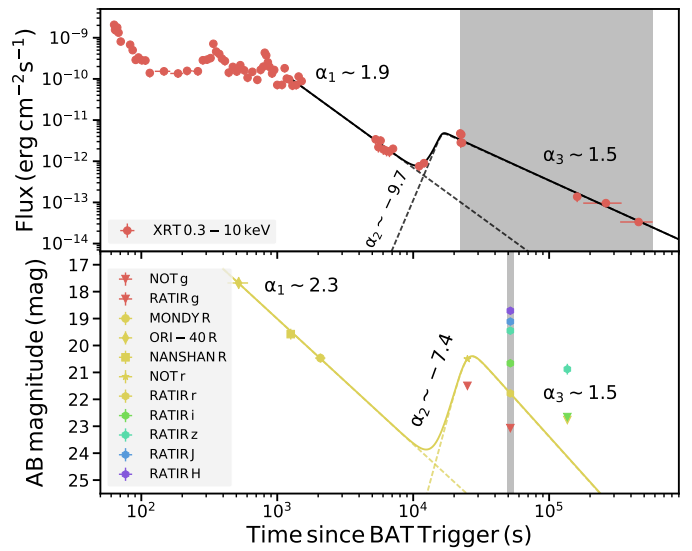 Flux (erg cm⁻²s⁻¹)
10⁻⁹
10⁻¹⁰
10⁻¹¹
10⁻¹²
10⁻¹³
10⁻¹⁴
α₁ ~ 1.9
α₂ ~ −9.7
α₃ ~ 1.5
XRT 0.3 − 10 keV
AB magnitude (mag)
17
18
19
20
21
22
23
24
25
NOT g
RATIR g
MONDY R
ORI − 40 R
NANSHAN R
NOT r
RATIR r
RATIR i
RATIR z
RATIR J
RATIR H
α₁ ~ 2.3
α₂ ~ −7.4
α₃ ~ 1.5
10² 10³ 10⁴ 10⁵
Time since BAT Trigger (s)